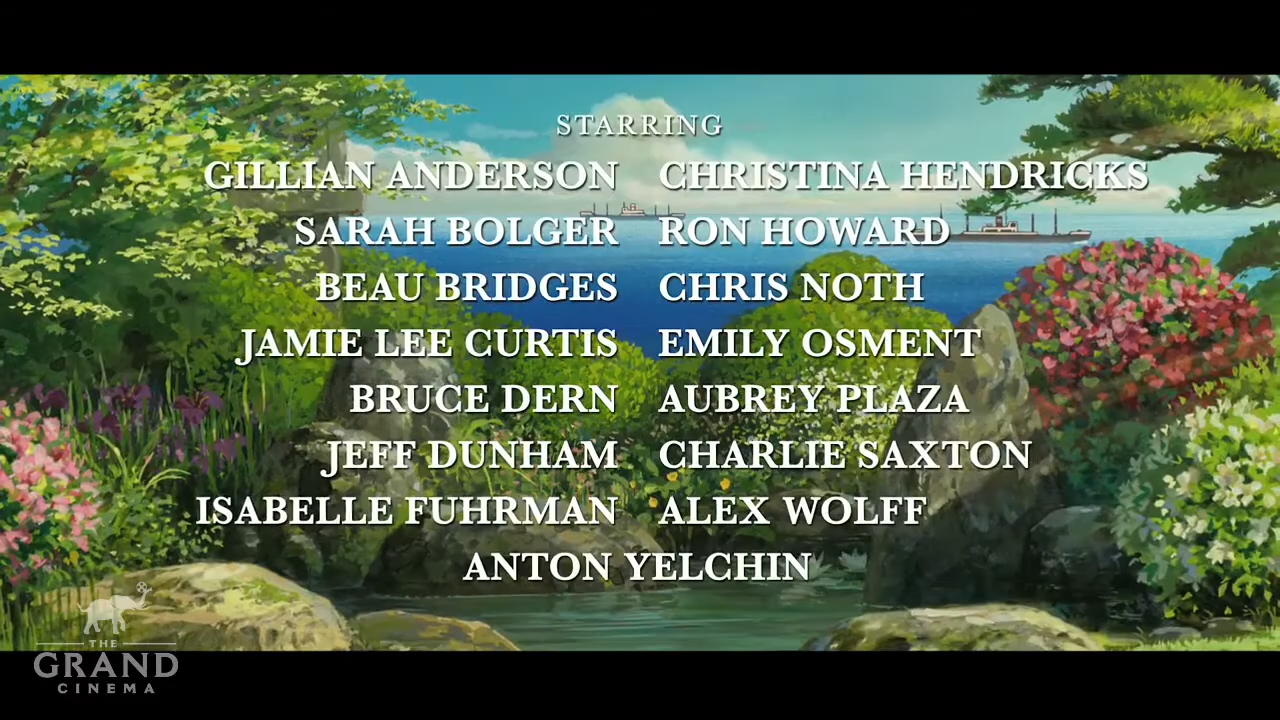 STARRING
GILLIAN ANDERSON CHRISTINA HENDRICKS
SARAH BOLGER RON HOWARD
BEAU BRIDGES CHRIS NOTH
JAMIE LEE CURTIS EMILY OSMENT
BRUCE DERN AUBREY PLAZA
JEFF DUNHAM CHARLIE SAXTON
ISABELLE FUHRMAN ALEX WOLFF
ANTON YELCHIN
THE
GRAND
CINEMA